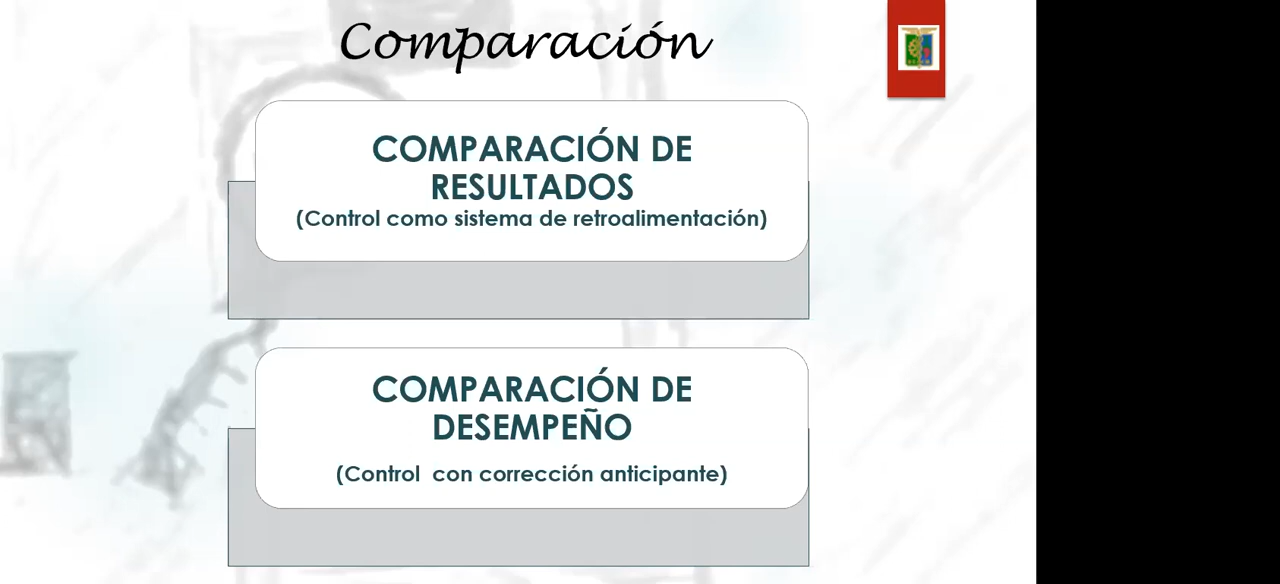 Comparación
COMPARACIÓN DE
RESULTADOS
(Control como sistema de retroalimentación)
COMPARACIÓN DE
DESEMPEÑO
(Control con corrección anticipante)